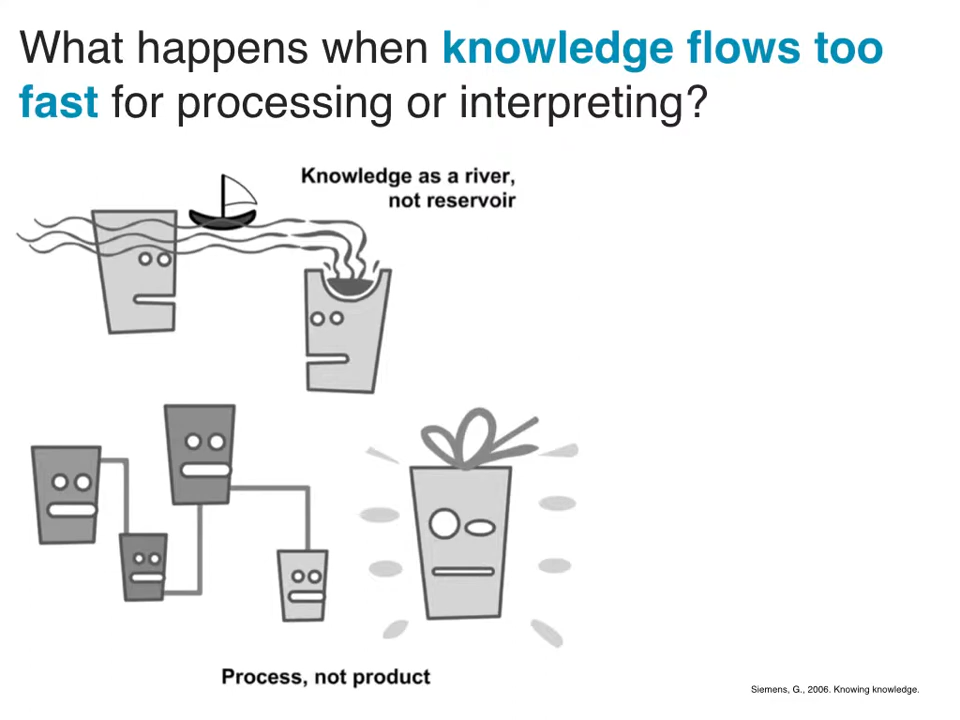 What happens when knowledge flows too
fast for processing or interpreting?
Knowledge as a river,
not reservoir
Process, not product
Siemens, G., 2006. Knowing knowledge.